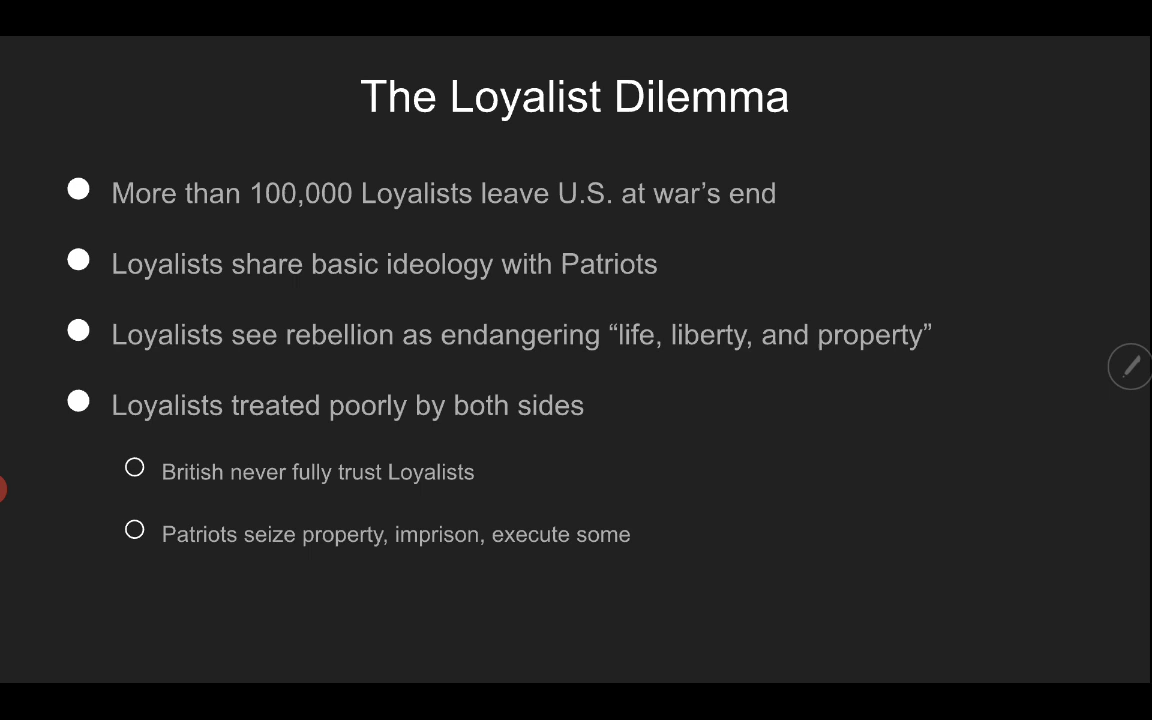 The Loyalist Dilemma
More than 100,000 Loyalists leave U.S. at war’s end
Loyalists share basic ideology with Patriots
Loyalists see rebellion as endangering “life, liberty, and property”
Loyalists treated poorly by both sides
British never fully trust Loyalists
Patriots seize property, imprison, execute some